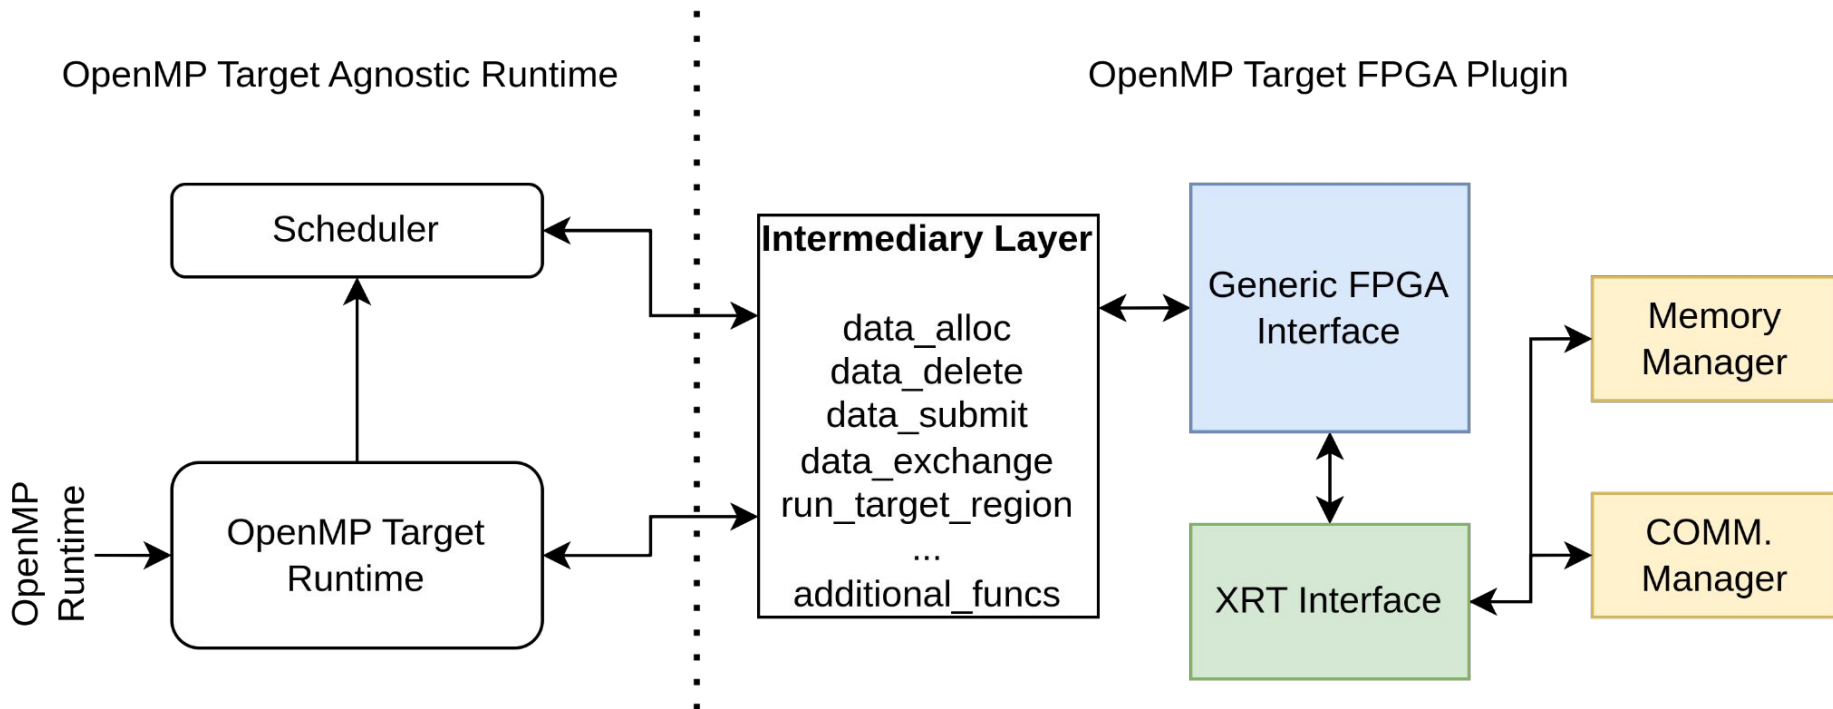 OpenMP Target Agnostic Runtime
OpenMP Target FPGA Plugin
Scheduler
OpenMP
Runtime
OpenMP Target
Runtime
Intermediary Layer
data_alloc
data_delete
data_submit
data_exchange
run_target_region
...
additional_funcs
Generic FPGA
Interface
XRT Interface
Memory
Manager
COMM.
Manager